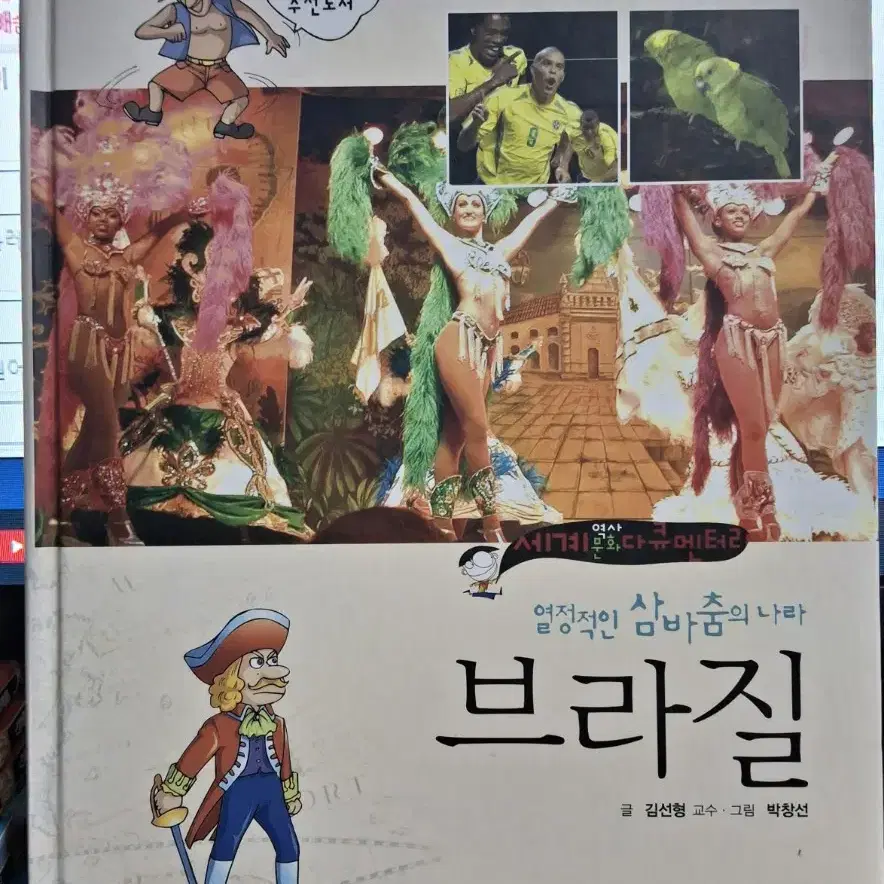 추천도서
세계 역사 문화 다큐멘터리
열정적인 삼바춤의 나라
브라질
글 김선형 교수 · 그림 박창선
9